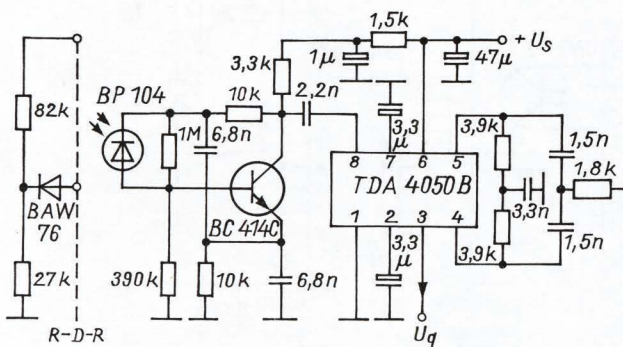 1,5k
+ U_s
1µ
47µ
3,3k
82k
BP 104
10k
2,2n
3,3
µ
3,9k
1,5n
1M
6,8n
8
7
6
5
1,8k
TDA 4050B
3,3n
BAW
76
BC 414C
1
2
3
4
1,5n
27k
390k
10k
6,8n
3,3
µ
3,9k
R-D-R
U_q